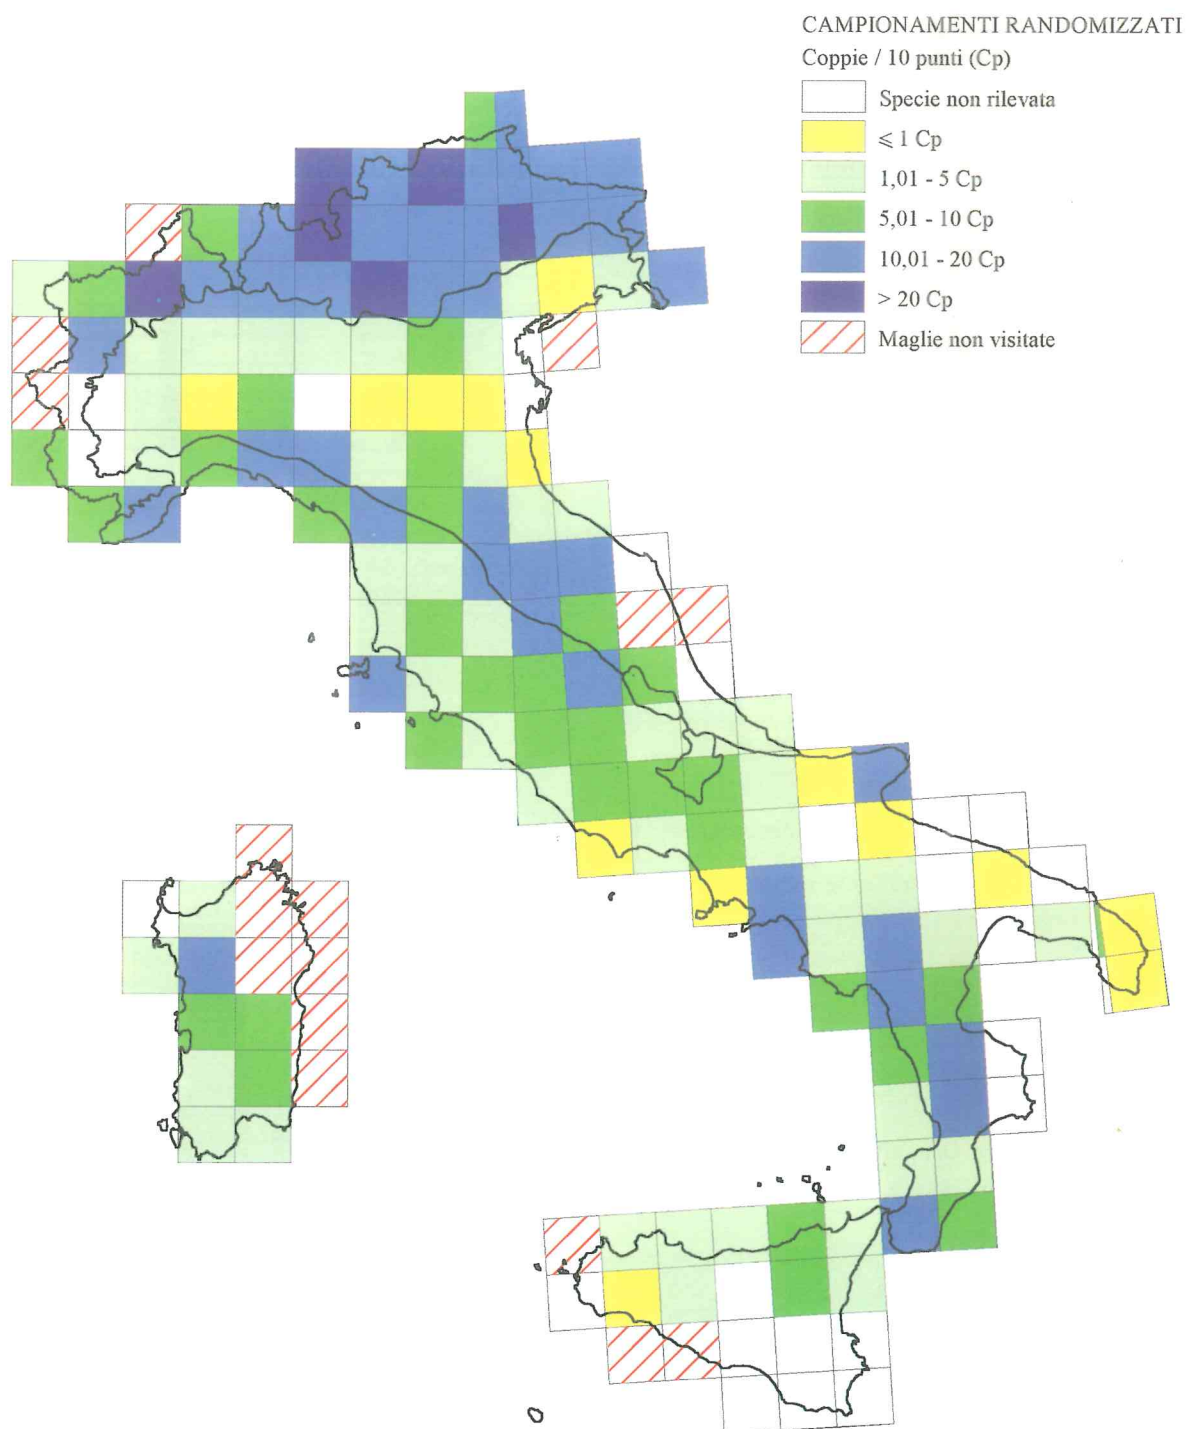 CAMPIONAMENTI RANDOMIZZATI
Coppie / 10 punti (Cp)
Specie non rilevata
⩽ 1 Cp
1,01 - 5 Cp
5,01 - 10 Cp
10,01 - 20 Cp
> 20 Cp
Maglie non visitate